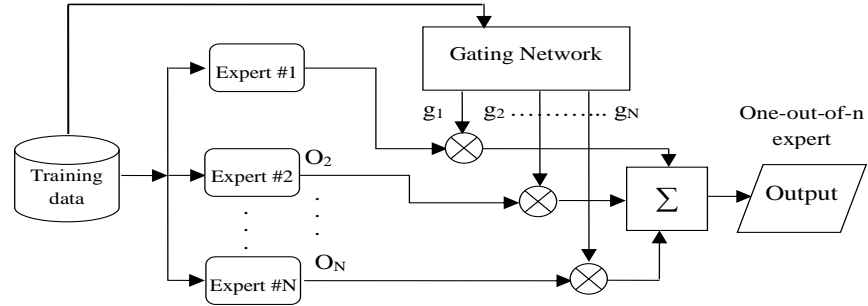 Gating Network
Expert #1
g1 g2 ............ gN
One-out-of-n
expert
Training
data
Expert #2
O2
Σ
Output
Expert #N
ON